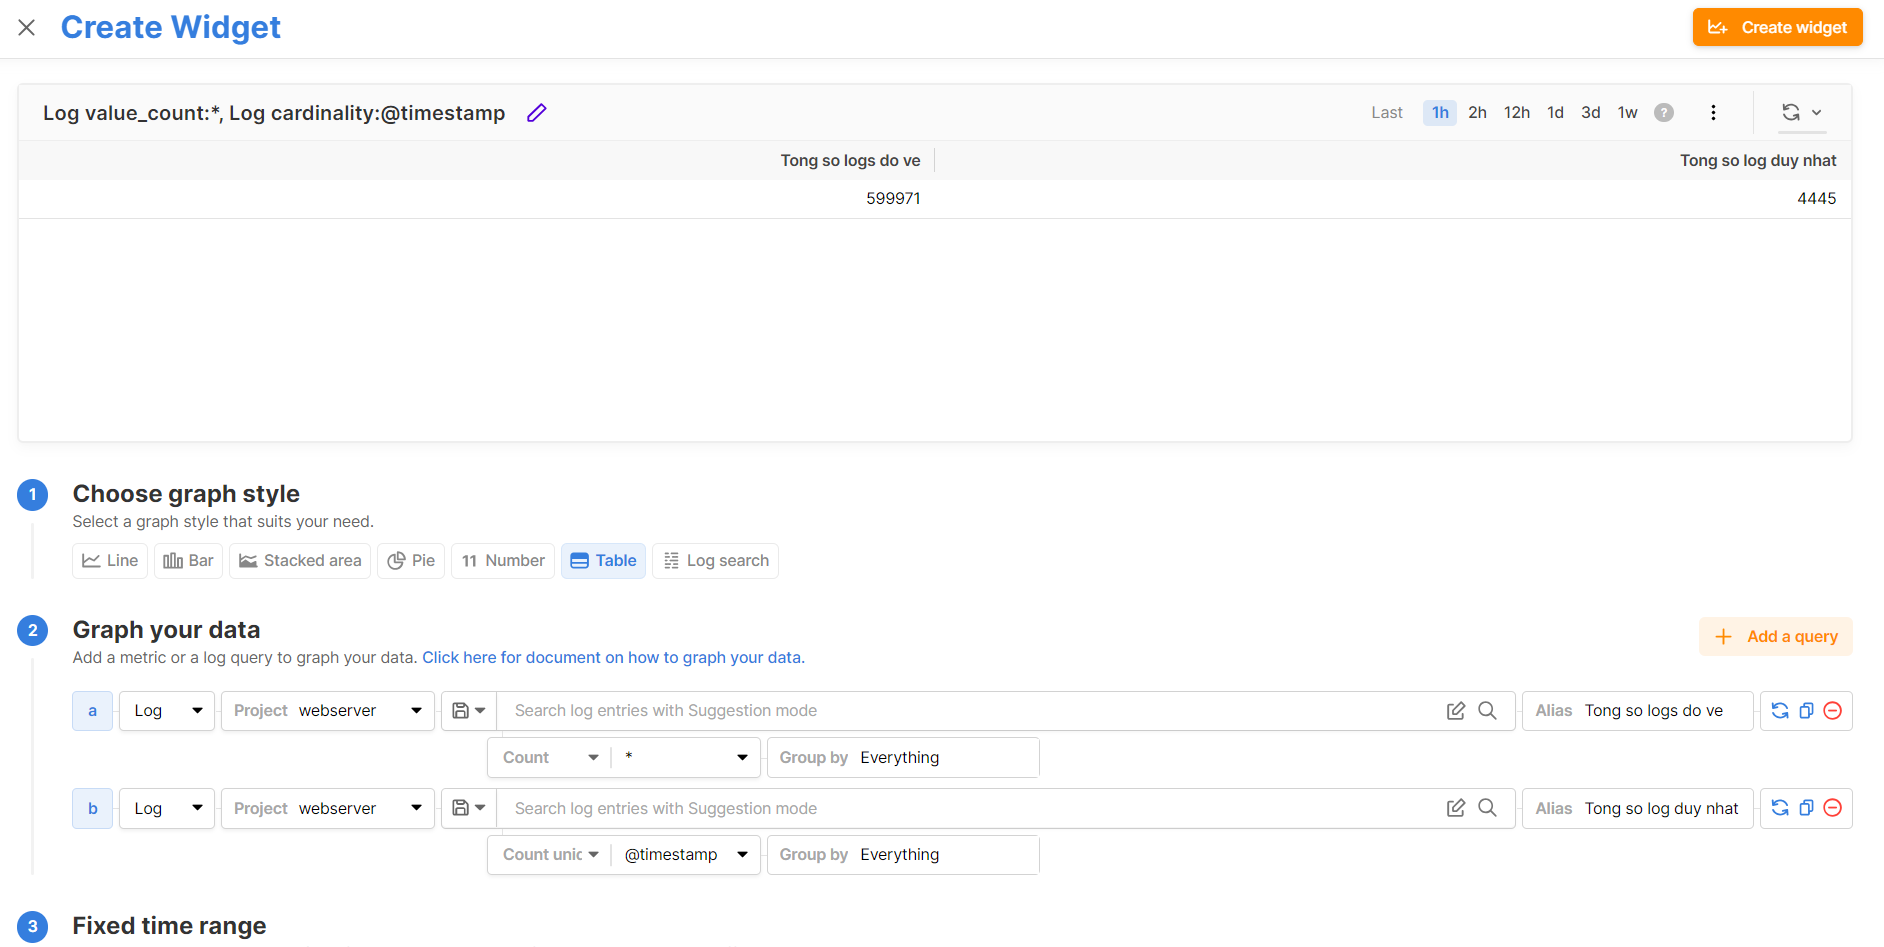 Create Widget
Create widget
Log value_count:*, Log cardinality:@timestamp
Last 1h 2h 12h 1d 3d 1w ?
Tong so logs do ve Tong so log duy nhat
599971 4445
1 Choose graph style
Select a graph style that suits your need.
Line Bar Stacked area Pie 11 Number Table Log search
2 Graph your data
Add a query
Add a metric or a log query to graph your data. Click here for document on how to graph your data.
a Log Project webserver Search log entries with Suggestion mode Alias Tong so logs do ve
Count * Group by Everything
b Log Project webserver Search log entries with Suggestion mode Alias Tong so log duy nhat
Count unic @timestamp Group by Everything
3 Fixed time range